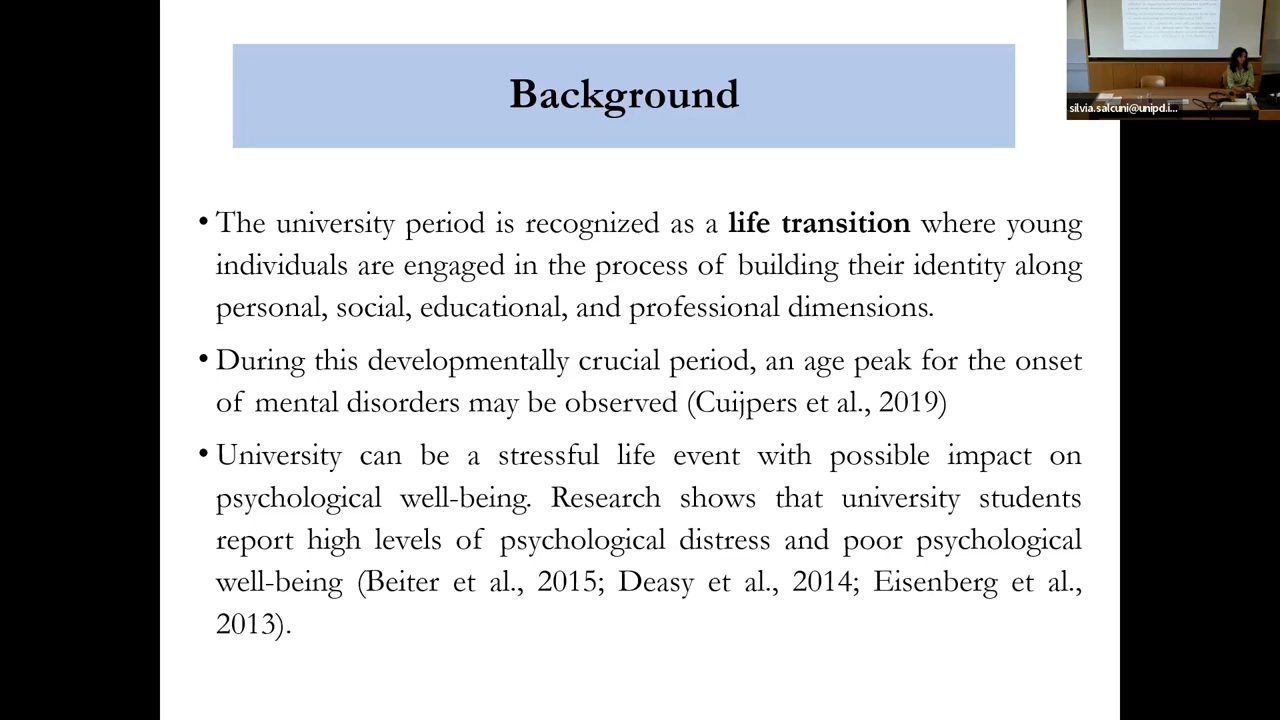 Background
silvia.salcuni@unipd.i...
• The university period is recognized as a life transition where young
individuals are engaged in the process of building their identity along
personal, social, educational, and professional dimensions.
• During this developmentally crucial period, an age peak for the onset
of mental disorders may be observed (Cuijpers et al., 2019)
• University can be a stressful life event with possible impact on
psychological well-being. Research shows that university students
report high levels of psychological distress and poor psychological
well-being (Beiter et al., 2015; Deasy et al., 2014; Eisenberg et al.,
2013).